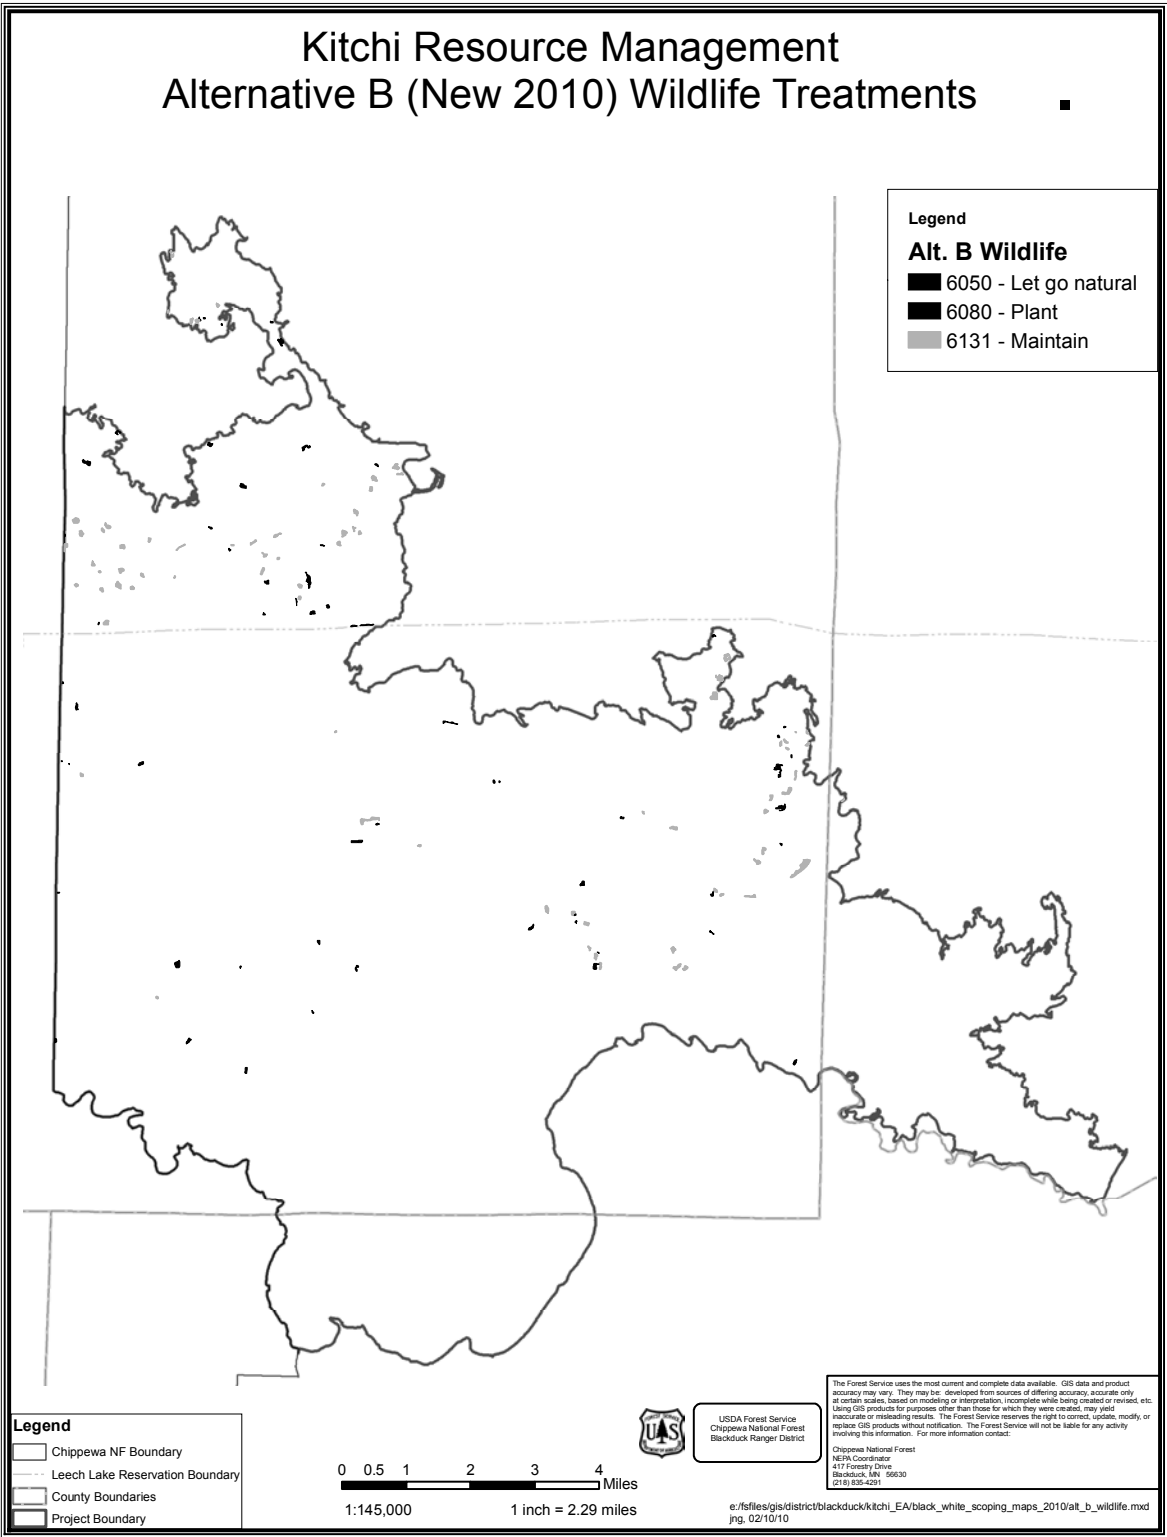 Kitchi Resource Management
Alternative B (New 2010) Wildlife Treatments
Legend
Alt. B Wildlife
6050 - Let go natural
6080 - Plant
6131 - Maintain
Legend
Chippewa NF Boundary
Leech Lake Reservation Boundary
County Boundaries
Project Boundary
0 0.5 1 2 3 4
Miles
1:145,000 1 inch = 2.29 miles
FOREST SERVICE
U S
DEPARTMENT OF AGRICULTURE
USDA Forest Service
Chippewa National Forest
Blackduck Ranger District
The Forest Service uses the most current and complete data available. GIS data and product
accuracy may vary. They may be: developed from sources of differing accuracy, accurate only
at certain scales, based on modeling or interpretation, incomplete while being created or revised, etc.
Using GIS products for purposes other than those for which they were created, may yield
inaccurate or misleading results. The Forest Service reserves the right to correct, update, modify, or
replace GIS products without notification. The Forest Service will not be liable for any activity
involving this information. For more information contact:
Chippewa National Forest
NEPA Coordinator
417 Forestry Drive
Blackduck, MN 56630
(218) 835-4291
e:/fsfiles/gis/district/blackduck/kitchi_EA/black_white_scoping_maps_2010/alt_b_wildlife.mxd
jng, 02/10/10